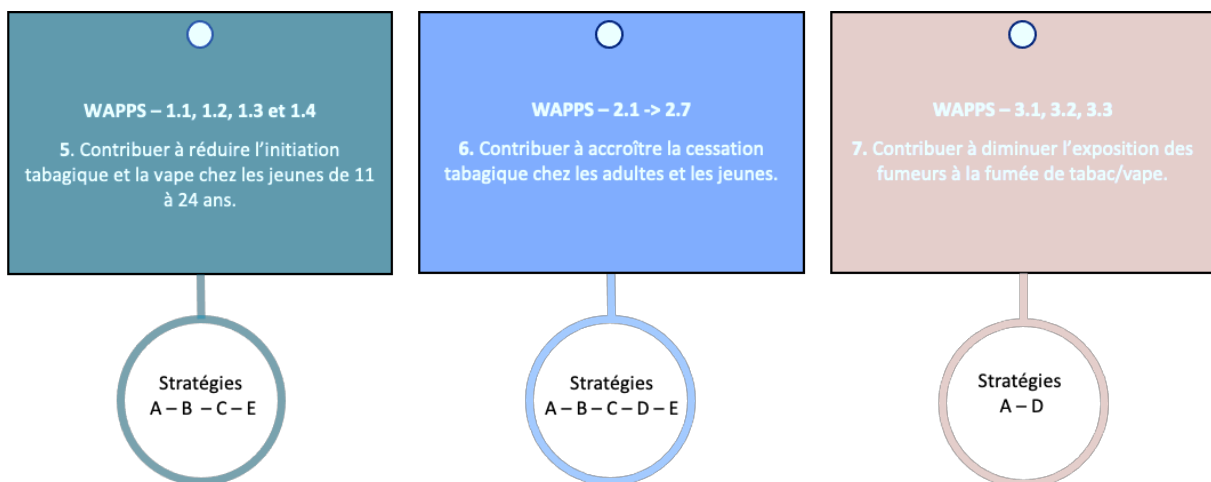 WAPPS – 1.1, 1.2, 1.3 et 1.4
5. Contribuer à réduire l’initiation
tabagique et la vape chez les jeunes de 11
à 24 ans.
WAPPS – 2.1 -> 2.7
6. Contribuer à accroître la cessation
tabagique chez les adultes et les jeunes.
WAPPS – 3.1, 3.2, 3.3
7. Contribuer à diminuer l’exposition des
fumeurs à la fumée de tabac/vape.
Stratégies
A – B – C – E
Stratégies
A – B – C – D – E
Stratégies
A – D